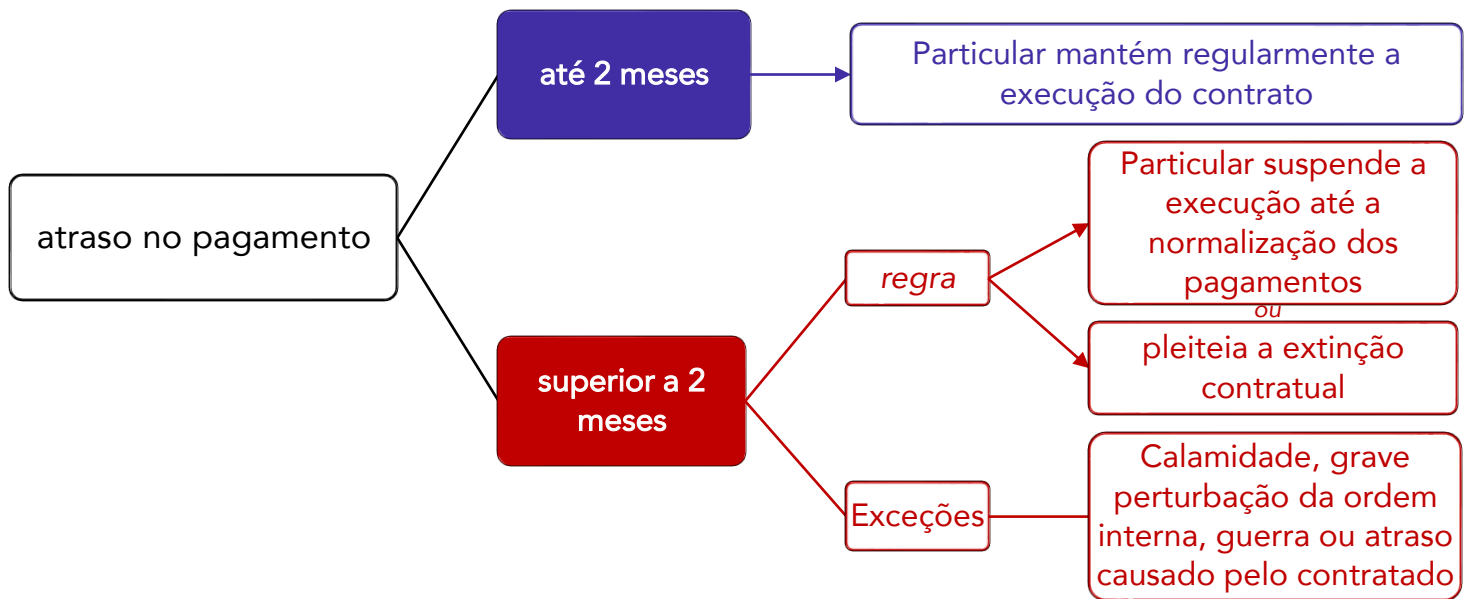 até 2 meses
Particular mantém regularmente a
execução do contrato
atraso no pagamento
superior a 2
meses
regra
Particular suspende a
execução até a
normalização dos
pagamentos
ou
pleiteia a extinção
contratual
Exceções
Calamidade, grave
perturbação da ordem
interna, guerra ou atraso
causado pelo contratado